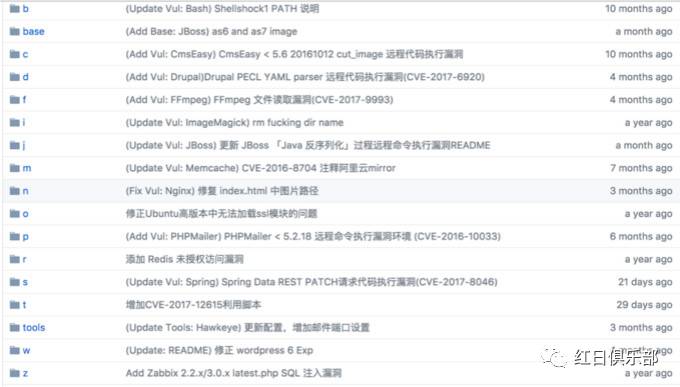 b (Update Vul: Bash) Shellshock1 PATH 说明 10 months ago
base (Add Base: JBoss) as6 and as7 image a month ago
c (Add Vul: CmsEasy) CmsEasy < 5.6 20161012 cut_image 远程代码执行漏洞 10 months ago
d (Add Vul: Drupal)Drupal PECL YAML parser 远程代码执行漏洞(CVE-2017-6920) 4 months ago
f (Add Vul: FFmpeg) FFmpeg 文件读取漏洞(CVE-2017-9993) 4 months ago
i (Update Vul: ImageMagick) rm fucking dir name a year ago
j (Update Vul: JBoss) 更新 JBoss 「Java 反序列化」过程远程命令执行漏洞README a month ago
m (Update Vul: Memcache) CVE-2016-8704 注释阿里云mirror 7 months ago
n (Fix Vul: Nginx) 修复 index.html 中图片路径 3 months ago
o 修正Ubuntu高版本中无法加载ssl模块的问题 a year ago
p (Add Vul: PHPMailer) PHPMailer < 5.2.18 远程命令执行漏洞环境 (CVE-2016-10033) 6 months ago
r 添加 Redis 未授权访问漏洞 a year ago
s (Update Vul: Spring) Spring Data REST PATCH请求代码执行漏洞(CVE-2017-8046) 21 days ago
t 增加CVE-2017-12615利用脚本 29 days ago
tools (Update Tools: Hawkeye) 更新配置，增加邮件端口设置 3 months ago
w (Update: README) 修正 wordpress 6 Exp
z Add Zabbix 2.2.x/3.0.x latest.php SQL 注入漏洞 a year ago
红日俱乐部